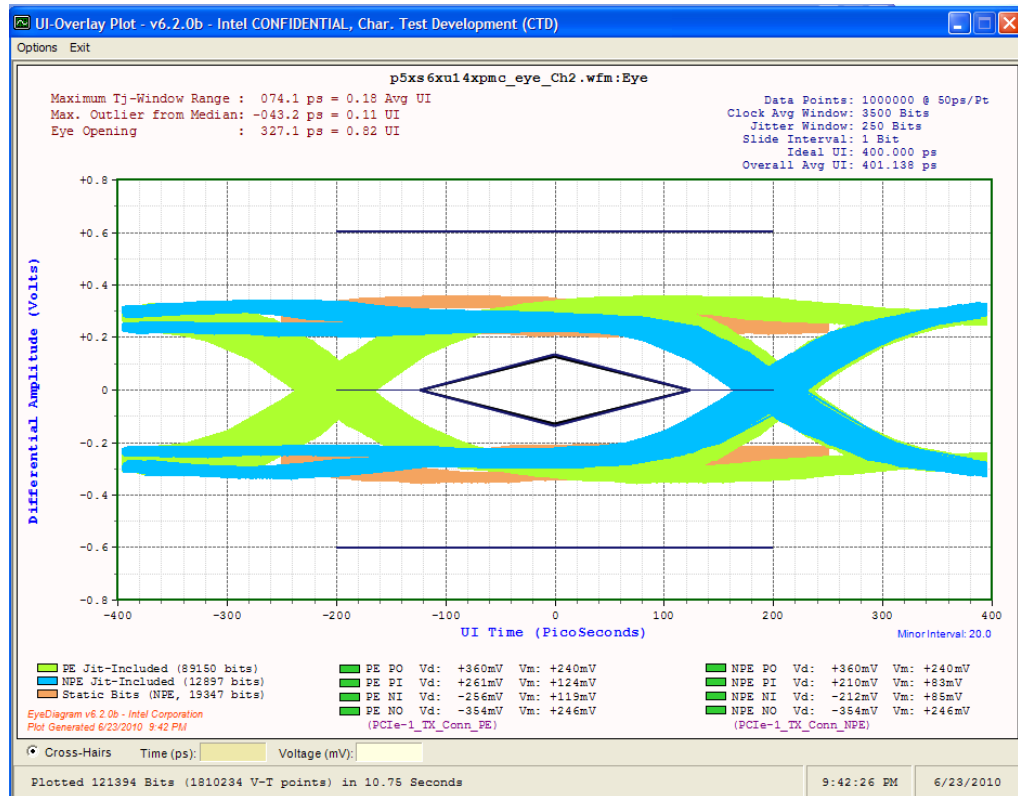 UI-Overlay Plot - v6.2.0b - Intel CONFIDENTIAL, Char. Test Development (CTD)
Options Exit
p5xs6xu14xpmc_eye_Ch2.wfm:Eye
Maximum Tj-Window Range : 074.1 ps = 0.18 Avg UI
Max. Outlier from Median: -043.2 ps = 0.11 UI
Eye Opening : 327.1 ps = 0.82 UI
Data Points: 1000000 @ 50ps/Pt
Clock Avg Window: 3500 Bits
Jitter Window: 250 Bits
Slide Interval: 1 Bit
Ideal UI: 400.000 ps
Overall Avg UI: 401.138 ps
Differential Amplitude (Volts)
+0.8
+0.6
+0.4
+0.2
0
-0.2
-0.4
-0.6
-0.8
-400 -300 -200 -100 0 100 200 300 400
UI Time (PicoSeconds)
Minor Interval: 20.0
PE Jit-Included (89150 bits)
NPE Jit-Included (12897 bits)
Static Bits (NPE, 19347 bits)
EyeDiagram v6.2.0b - Intel Corporation
Plot Generated 6/23/2010 9:42 PM
PE PO Vd: +360mV Vm: +240mV
PE PI Vd: +261mV Vm: +124mV
PE NI Vd: -256mV Vm: +119mV
PE NO Vd: -354mV Vm: +246mV
(PCIe-1_TX_Conn_PE)
NPE PO Vd: +360mV Vm: +240mV
NPE PI Vd: +210mV Vm: +83mV
NPE NI Vd: -212mV Vm: +85mV
NPE NO Vd: -354mV Vm: +246mV
(PCIe-1_TX_Conn_NPE)
Cross-Hairs Time (ps): Voltage (mV):
Plotted 121394 Bits (1810234 V-T points) in 10.75 Seconds
9:42:26 PM 6/23/2010